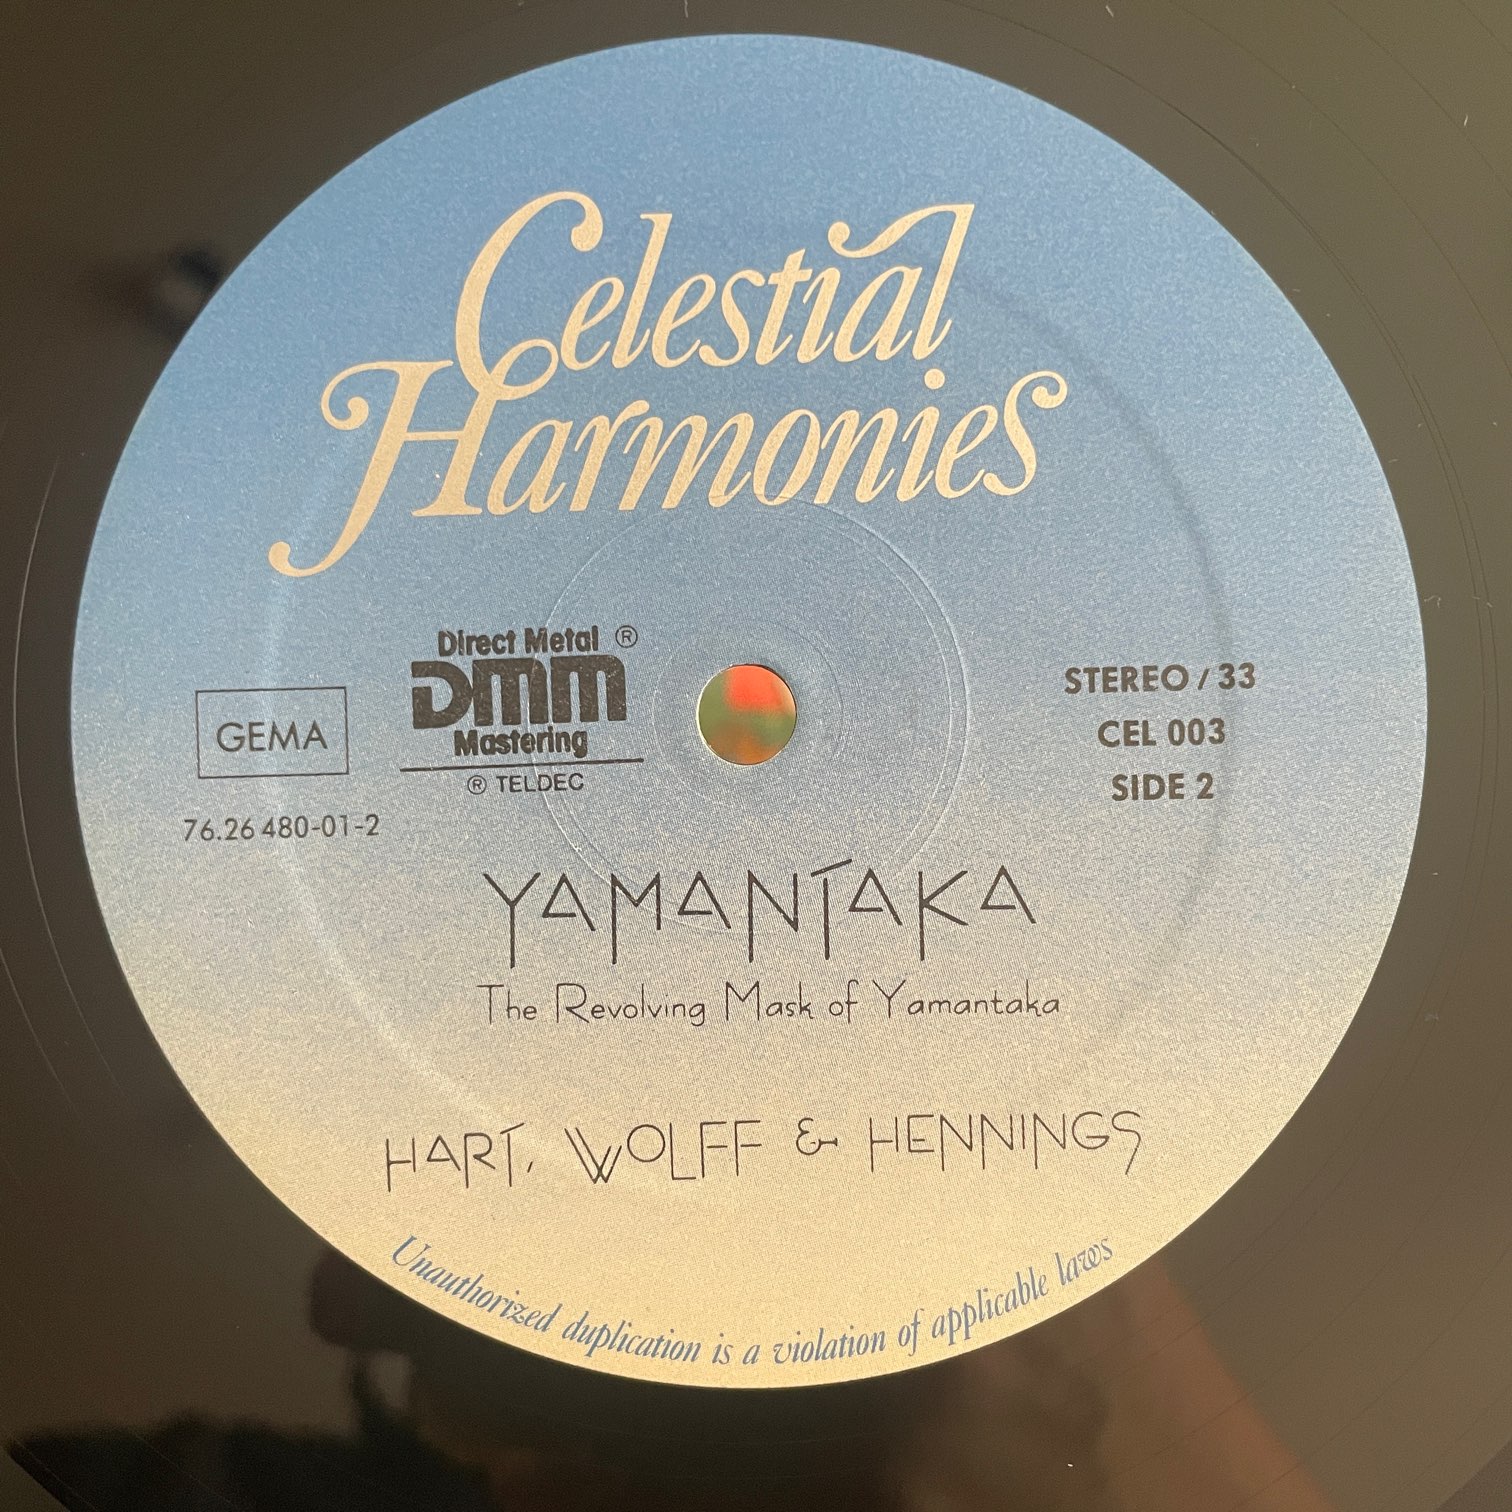 Celestial
Harmonies
Direct Metal ®
DMM
Mastering
® TELDEC
GEMA
76.26 480-01-2
STEREO / 33
CEL 003
SIDE 2
YAMANTAKA
The Revolving Mask of Yamantaka
HART, WOLFF & HENNINGS
Unauthorized duplication is a violation of applicable laws